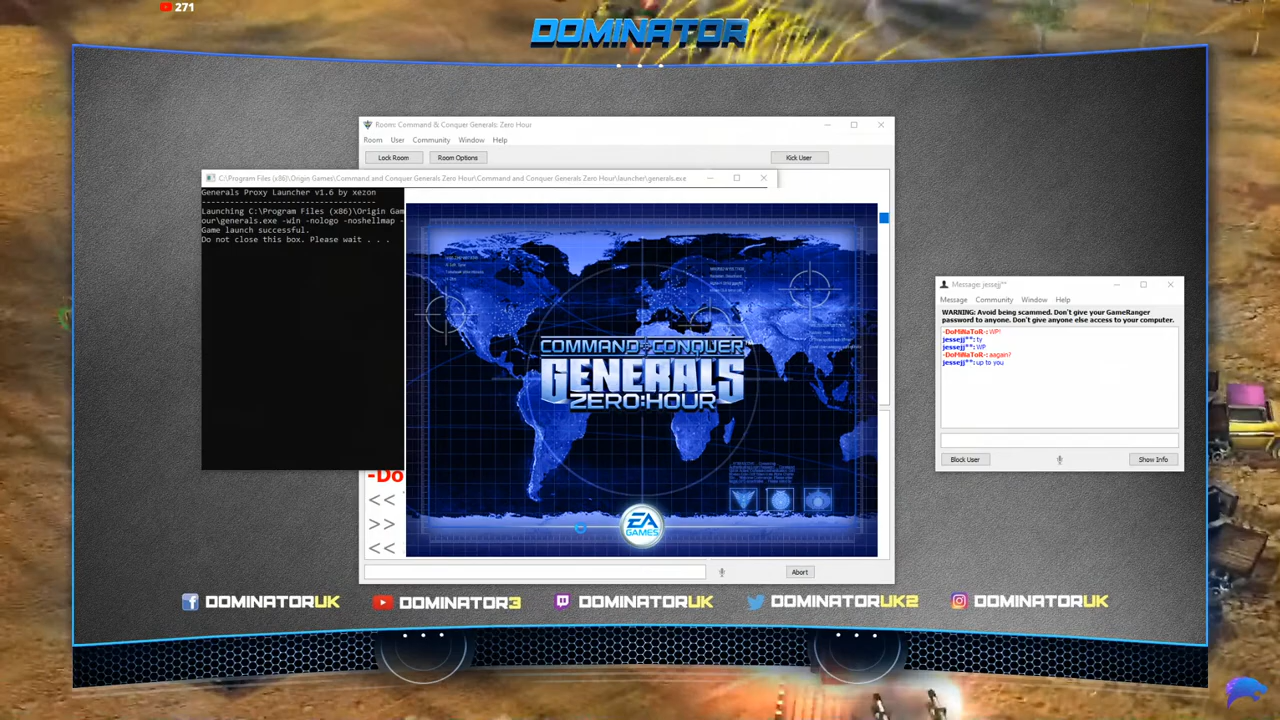 271
DOMINATOR
Room: Command & Conquer Generals: Zero Hour
Room User Community Window Help
Lock Room Room Options Kick User
C:\Program Files (x86)\Origin Games\Command and Conquer Generals Zero Hour\Command and Conquer Generals Zero Hour\launcher\generals.exe
Generals Proxy Launcher v1.6 by xezon
-----------------------------------
Launching C:\Program Files (x86)\Origin Gam
our\generals.exe -win -nologo -noshellmap -
Game launch successful.
Do not close this box. Please wait . . .
COMMAND & CONQUER™
GENERALS
ZERO:HOUR
EA
GAMES
-Do
<<
>>
<<
Abort
Message: jessejj**
Message Community Window Help
WARNING: Avoid being scammed. Don't give your GameRanger
password to anyone. Don't give anyone else access to your computer.
-DoMiNaToR-: WP!
jessejj**: ty
jessejj**: WP
-DoMiNaToR-: aagain?
jessejj**: up to you
Block User Show Info
DOMINATORUK DOMINATOR3 DOMINATORUK DOMINATORUK2 DOMINATORUK